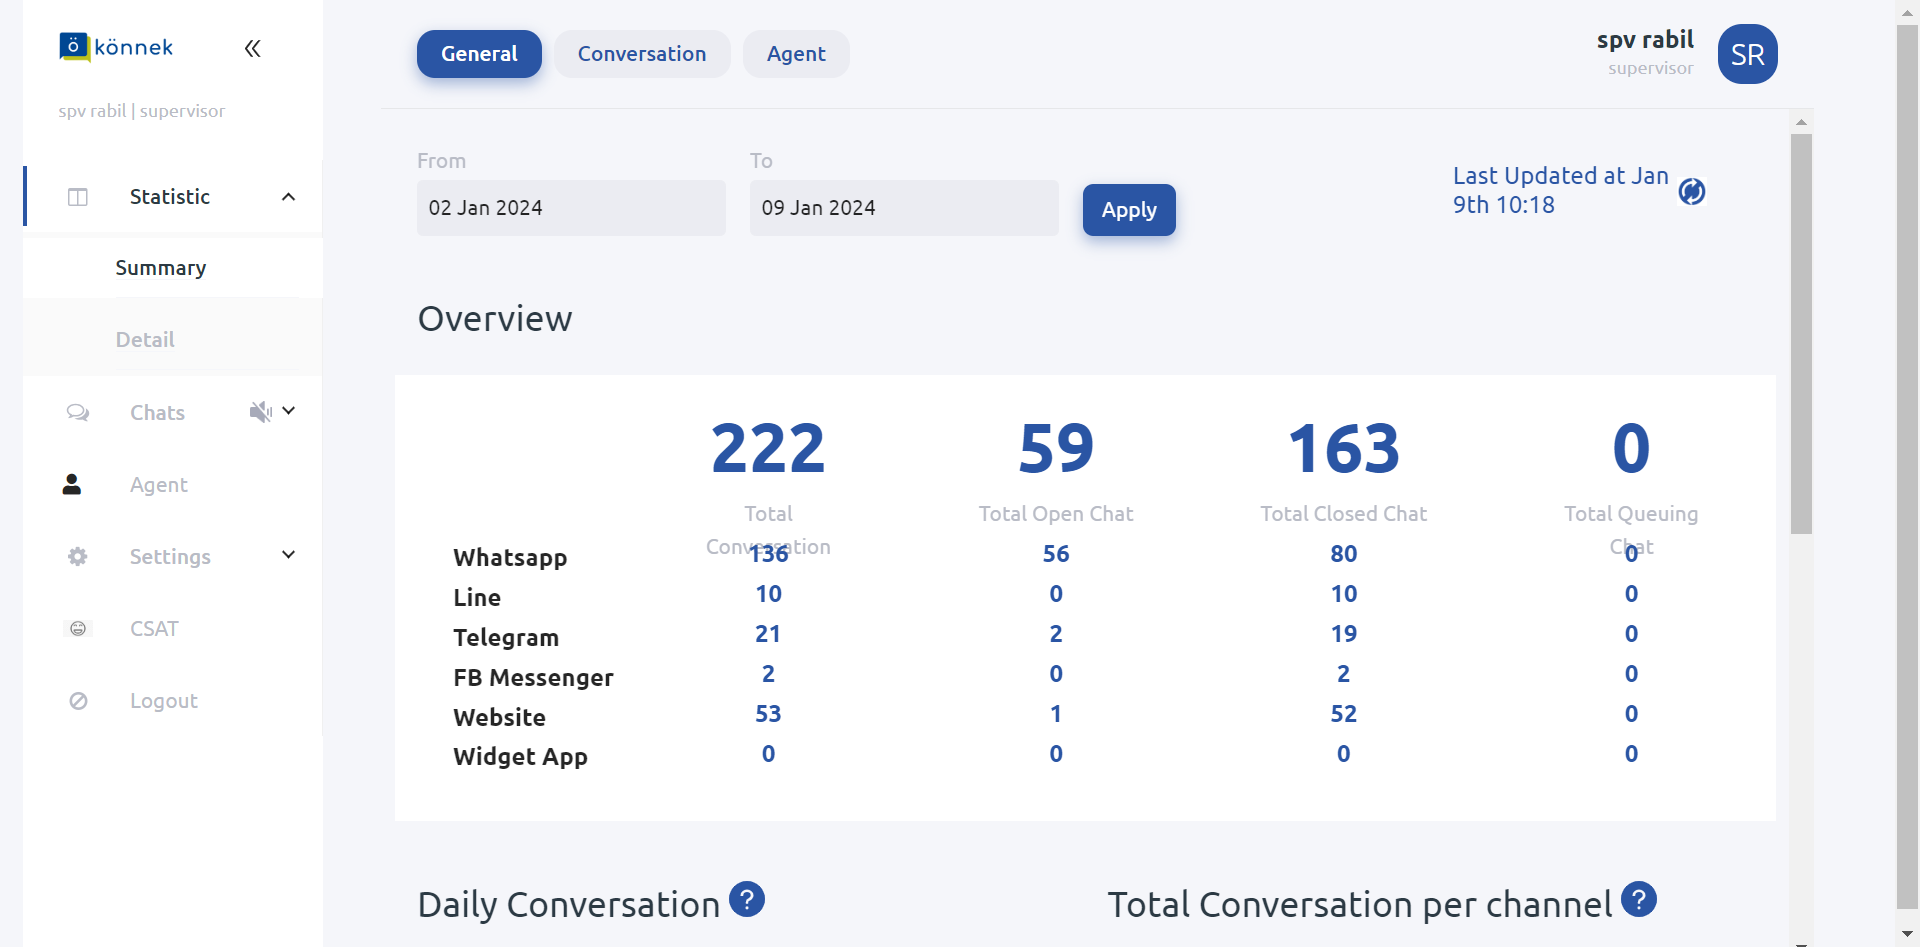 könnek
spv rabil | supervisor
Statistic
Summary
Detail
Chats
Agent
Settings
CSAT
Logout
General
Conversation
Agent
spv rabil
supervisor
SR
From
02 Jan 2024
To
09 Jan 2024
Apply
Last Updated at Jan
9th 10:18
Overview
222 59 163 0
Total Conversation
Total Open Chat
Total Closed Chat
Total Queuing Chat
Whatsapp 136 56 80 0
Line 10 0 10 0
Telegram 21 2 19 0
FB Messenger 2 0 2 0
Website 53 1 52 0
Widget App 0 0 0 0
Daily Conversation ?
Total Conversation per channel ?